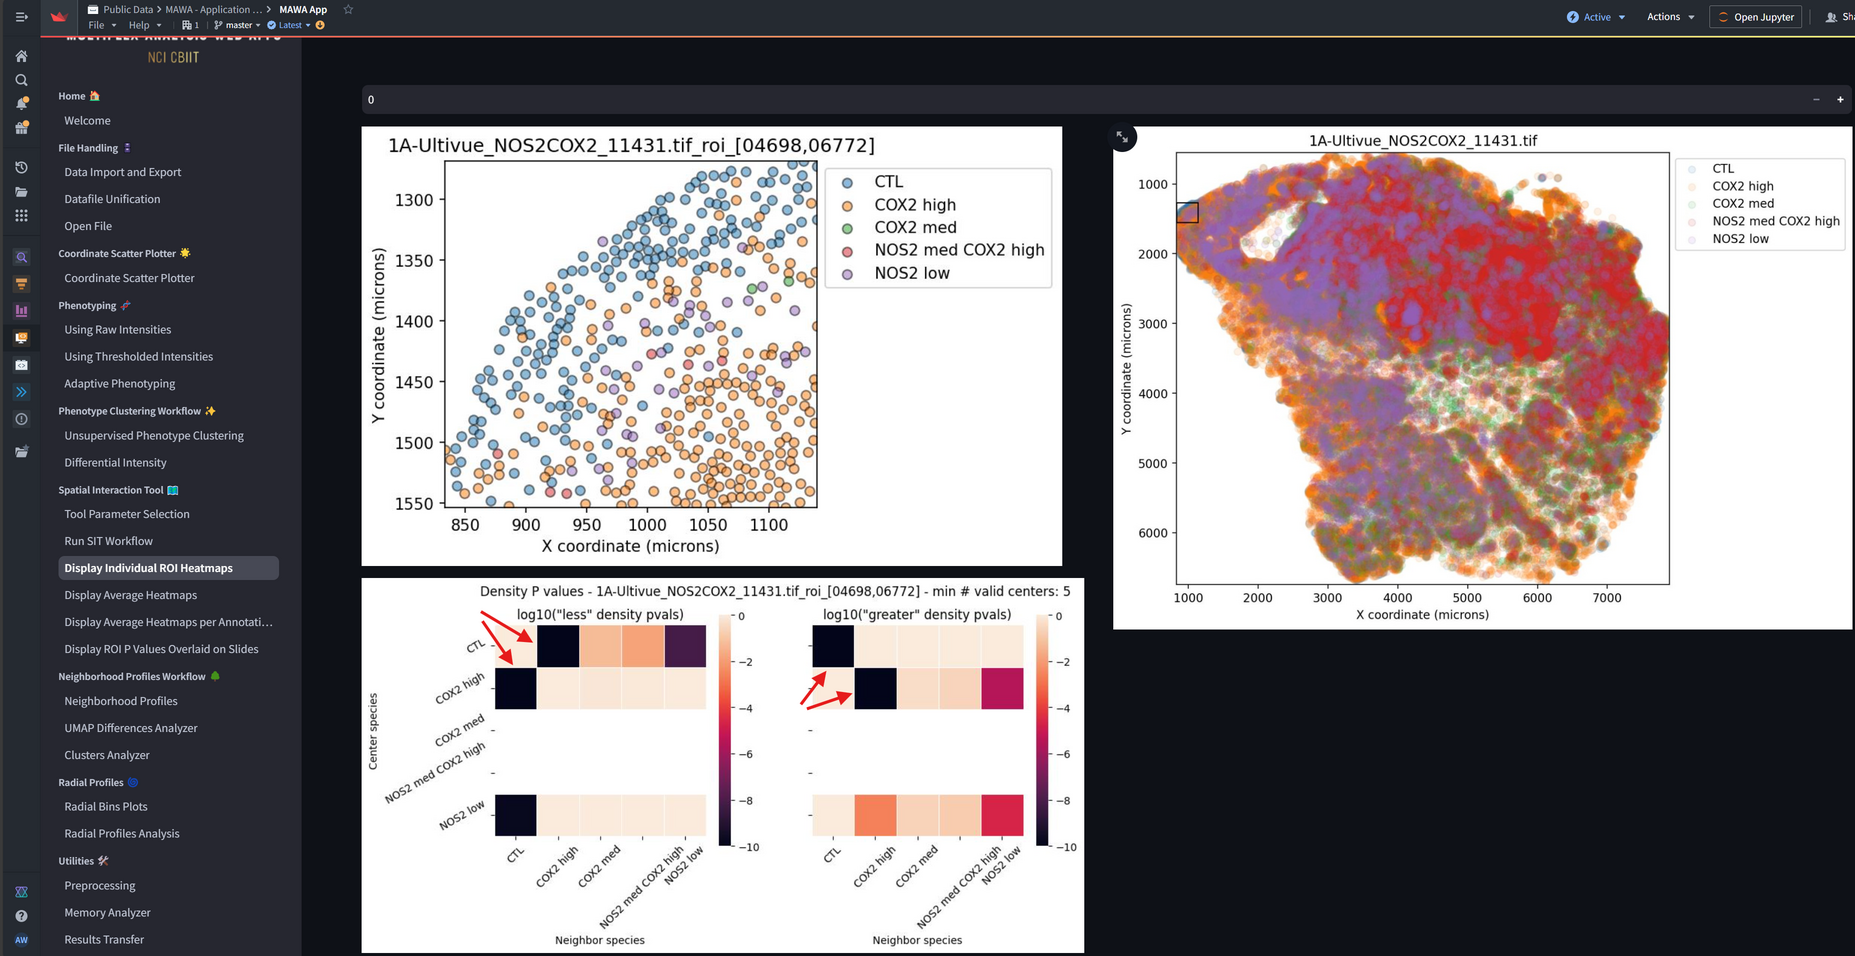 Public Data > MAWA - Application ... > MAWA App
File Help 1 master Latest
Active Actions Open Jupyter
MULTIPLEX ANALYSIS WEB APPS
NCI CBIIT
Home
Welcome
File Handling
Data Import and Export
Datafile Unification
Open File
Coordinate Scatter Plotter
Coordinate Scatter Plotter
Phenotyping
Using Raw Intensities
Using Thresholded Intensities
Adaptive Phenotyping
Phenotype Clustering Workflow
Unsupervised Phenotype Clustering
Differential Intensity
Spatial Interaction Tool
Tool Parameter Selection
Run SIT Workflow
Display Individual ROI Heatmaps
Display Average Heatmaps
Display Average Heatmaps per Annotati...
Display ROI P Values Overlaid on Slides
Neighborhood Profiles Workflow
Neighborhood Profiles
UMAP Differences Analyzer
Clusters Analyzer
Radial Profiles
Radial Bins Plots
Radial Profiles Analysis
Utilities
Preprocessing
Memory Analyzer
Results Transfer
AW
0
− +
1A-Ultivue_NOS2COX2_11431.tif_roi_[04698,06772]
CTL
COX2 high
COX2 med
NOS2 med COX2 high
NOS2 low
Y coordinate (microns)
1300
1350
1400
1450
1500
1550
850 900 950 1000 1050 1100
X coordinate (microns)
1A-Ultivue_NOS2COX2_11431.tif
CTL
COX2 high
COX2 med
NOS2 med COX2 high
NOS2 low
Y coordinate (microns)
1000
2000
3000
4000
5000
6000
1000 2000 3000 4000 5000 6000 7000
X coordinate (microns)
Density P values - 1A-Ultivue_NOS2COX2_11431.tif_roi_[04698,06772] - min # valid centers: 5
log10("less" density pvals)
Center species
CTL
COX2 high
COX2 med
NOS2 med COX2 high
NOS2 low
CTL
COX2 high
COX2 med
NOS2 med COX2 high
NOS2 low
Neighbor species
0
−2
−4
−6
−8
−10
log10("greater" density pvals)
CTL
COX2 high
COX2 med
NOS2 med COX2 high
NOS2 low
Neighbor species
0
−2
−4
−6
−8
−10